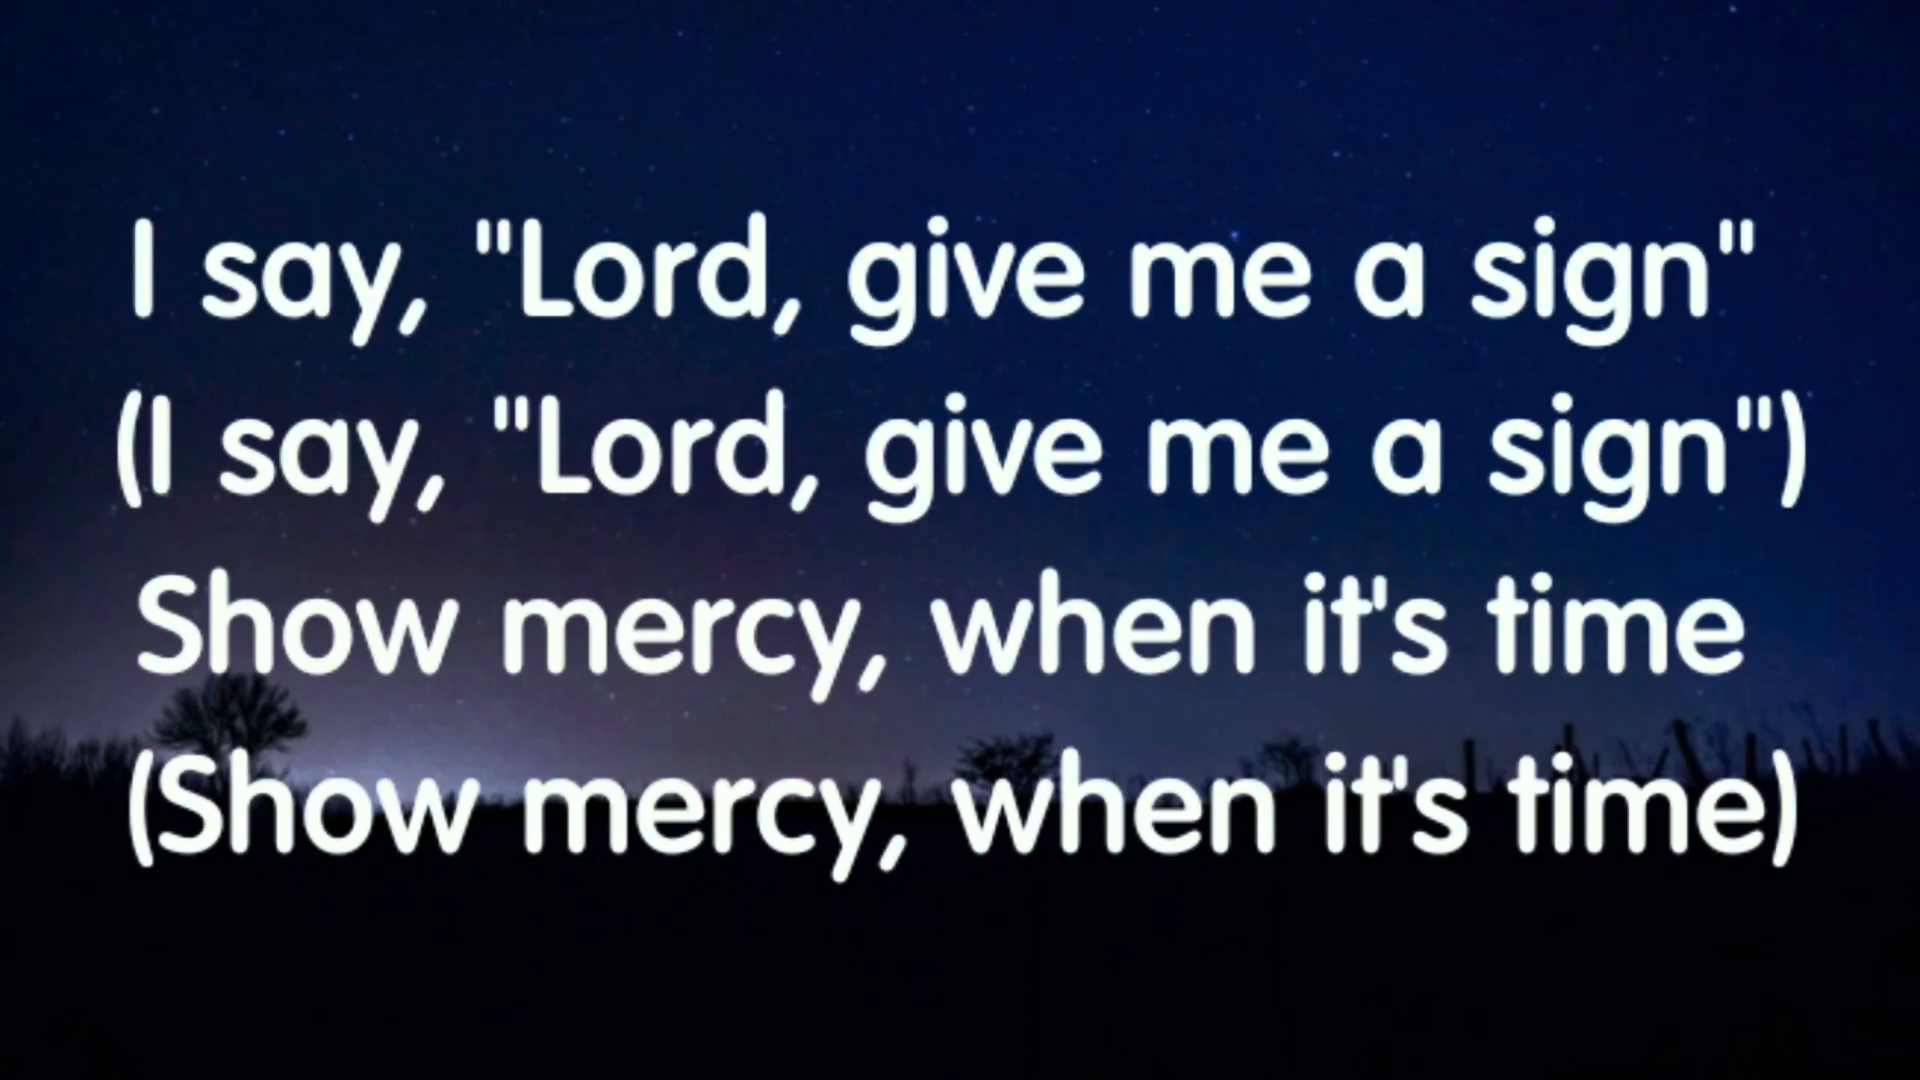 I say, "Lord, give me a sign"
(I say, "Lord, give me a sign")
Show mercy, when it's time
(Show mercy, when it's time)